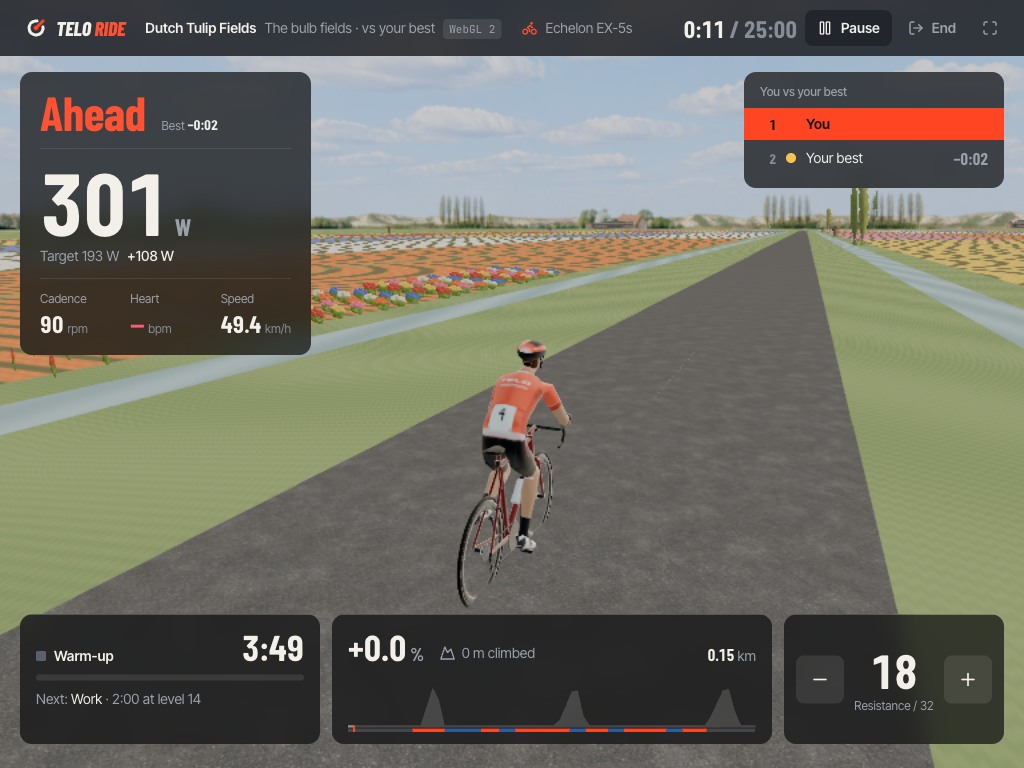 TELO RIDE
Dutch Tulip Fields The bulb fields · vs your best WebGL 2
Echelon EX-5s
0:11 / 25:00
Pause
End
Ahead Best −0:02
301 W
Target 193 W +108 W
Cadence Heart Speed
90 rpm — bpm 49.4 km/h
You vs your best
1 You
2 Your best −0:02
4
Warm-up 3:49
Next: Work · 2:00 at level 14
+0.0 % 0 m climbed 0.15 km
− 18 +
Resistance / 32